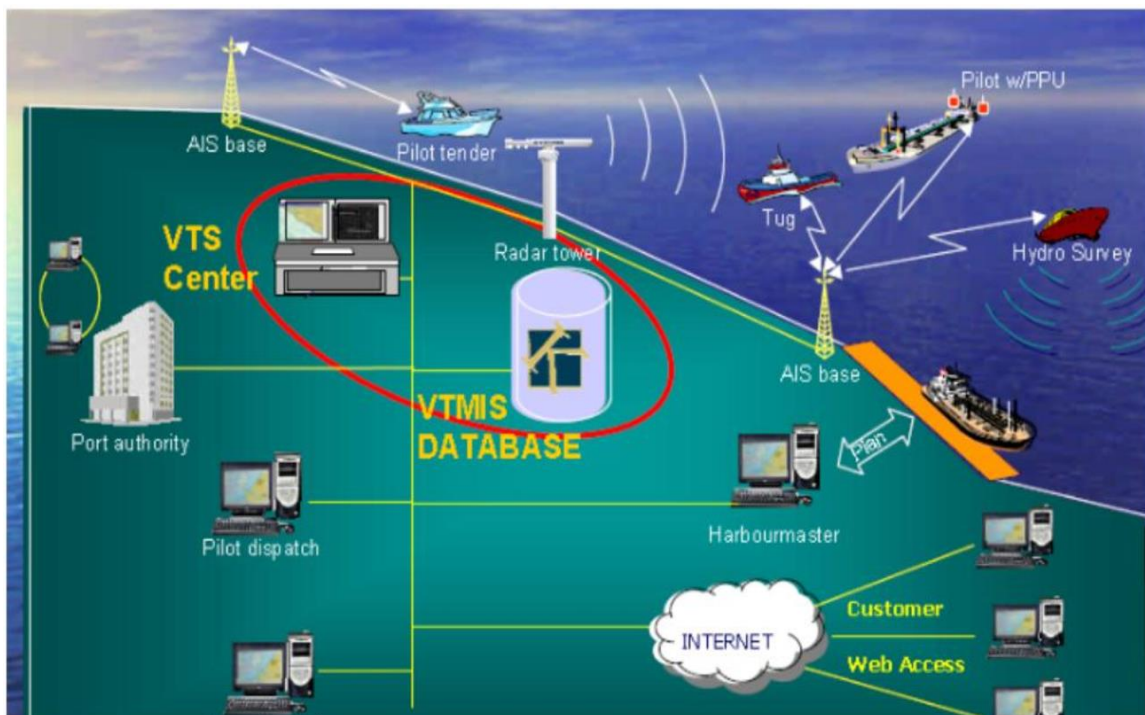 Pilot w/PPU
AIS base
Pilot tender
Tug
VTS
Center
Radar tower
Hydro Survey
AIS base
VTMIS
DATABASE
Port authority
Plan
Pilot dispatch
Harbourmaster
Customer
INTERNET
Web Access